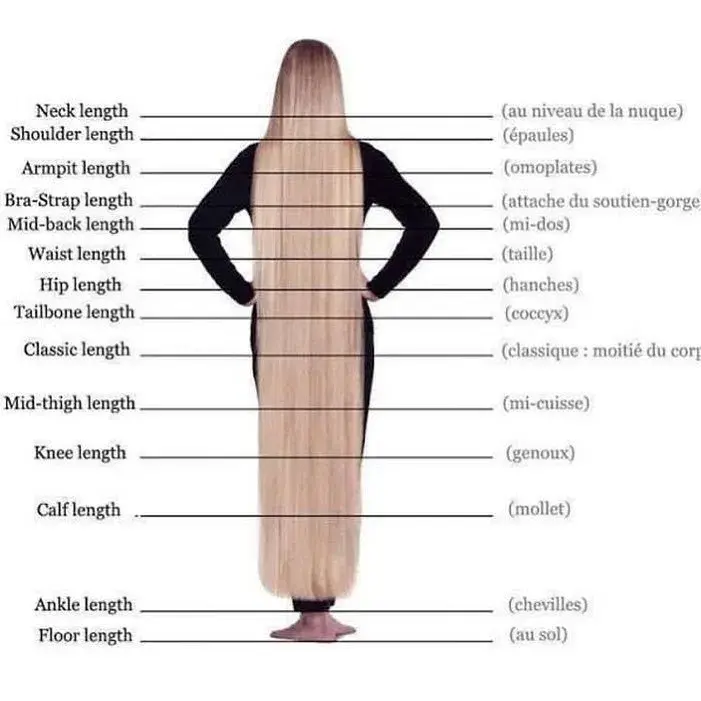 Neck length (au niveau de la nuque)
Shoulder length (épaules)
Armpit length (omoplates)
Bra-Strap length (attache du soutien-gorge
Mid-back length (mi-dos)
Waist length (taille)
Hip length (hanches)
Tailbone length (coccyx)
Classic length (classique : moitié du corp
Mid-thigh length (mi-cuisse)
Knee length (genoux)
Calf length (mollet)
Ankle length (chevilles)
Floor length (au sol)